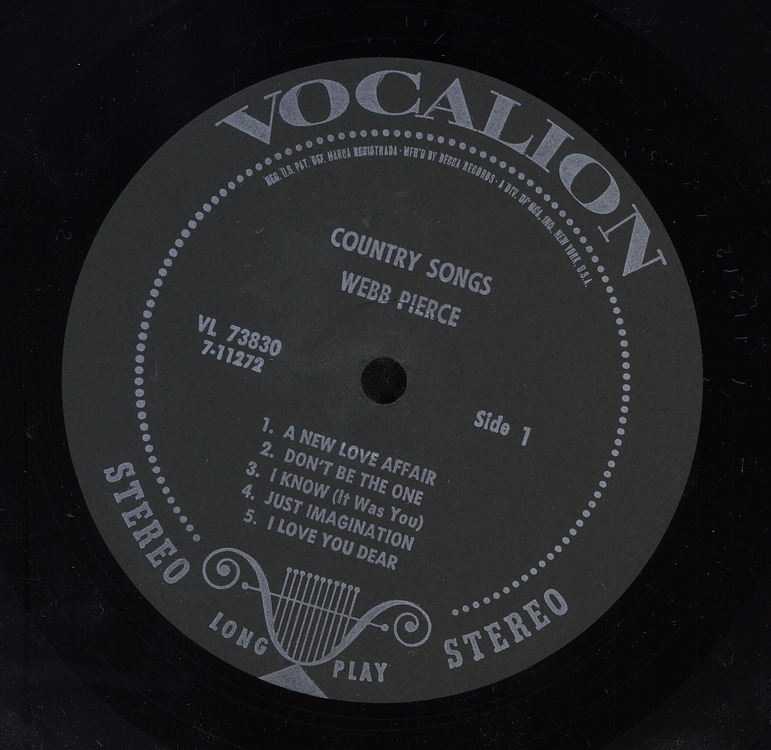 VOCALION
REG. U.S. PAT. OFF. MARCA REGISTRADA · MF'D BY DECCA RECORDS · A DIV. OF MCA, INC. NEW YORK, U.S.A.
COUNTRY SONGS
WEBB PIERCE
VL 73830
7-11272
Side 1
1. A NEW LOVE AFFAIR
2. DON'T BE THE ONE
3. I KNOW (It Was You)
4. JUST IMAGINATION
5. I LOVE YOU DEAR
STEREO
LONG PLAY
STEREO